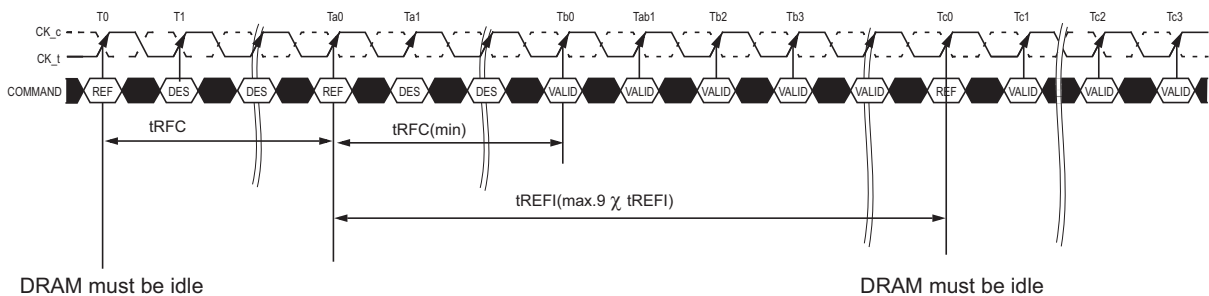 T0 T1 Ta0 Ta1 Tb0 Tab1 Tb2 Tb3 Tc0 Tc1 Tc2 Tc3
CK_c
CK_t
COMMAND REF DES DES REF DES DES VALID VALID VALID VALID VALID REF VALID VALID VALID
tRFC tRFC(min)
tREFI(max.9 χ tREFI)
DRAM must be idle DRAM must be idle